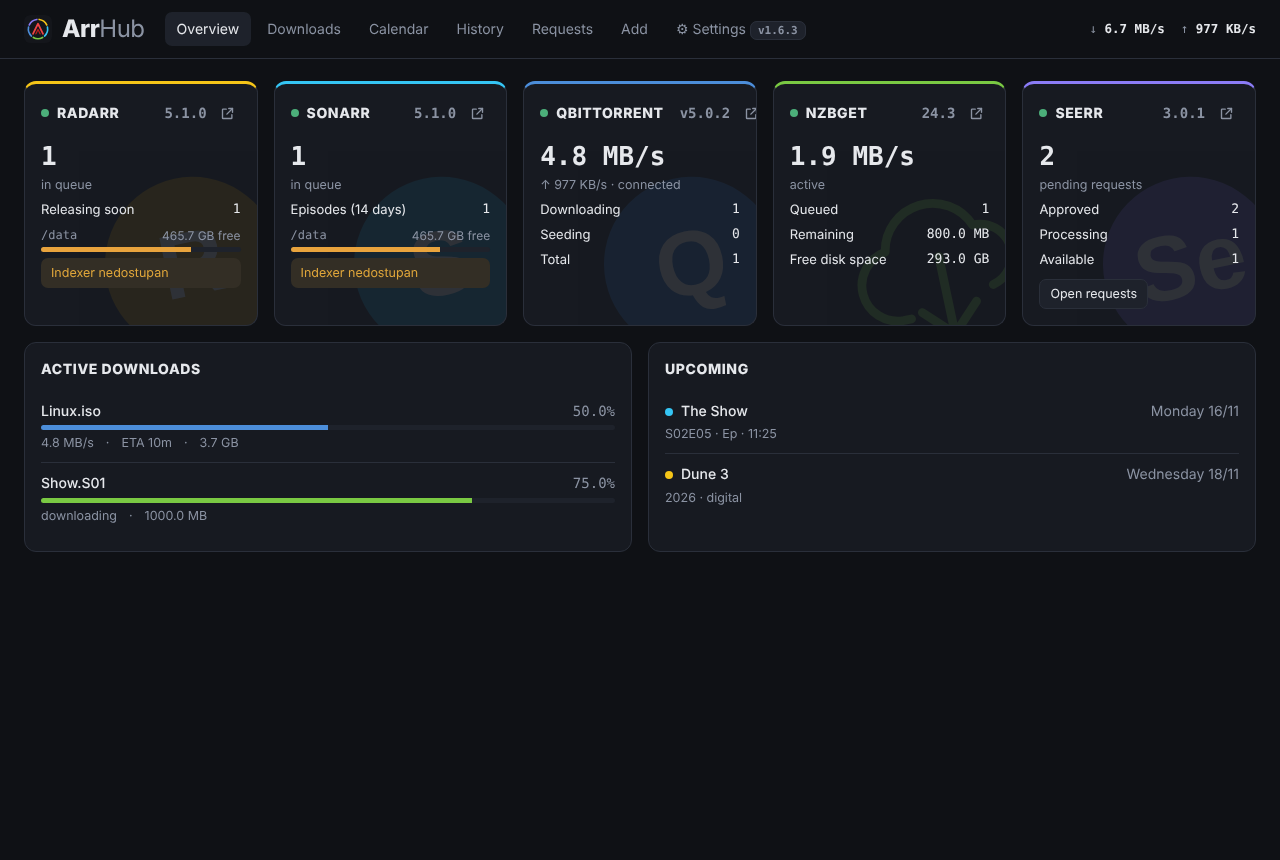 ArrHub Overview Downloads Calendar History Requests Add ⚙ Settings v1.6.3 ↓ 6.7 MB/s ↑ 977 KB/s
RADARR 5.1.0
1
in queue
Releasing soon 1
/data 465.7 GB free
Indexer nedostupan
SONARR 5.1.0
1
in queue
Episodes (14 days) 1
/data 465.7 GB free
Indexer nedostupan
S
QBITTORRENT v5.0.2
4.8 MB/s
↑ 977 KB/s · connected
Downloading 1
Seeding 0
Total 1
Q
NZBGET 24.3
1.9 MB/s
active
Queued 1
Remaining 800.0 MB
Free disk space 293.0 GB
SEERR 3.0.1
2
pending requests
Approved 2
Processing 1
Available 1
Open requests
Se
ACTIVE DOWNLOADS
Linux.iso 50.0%
4.8 MB/s · ETA 10m · 3.7 GB
Show.S01 75.0%
downloading · 1000.0 MB
UPCOMING
The Show Monday 16/11
S02E05 · Ep · 11:25
Dune 3 Wednesday 18/11
2026 · digital